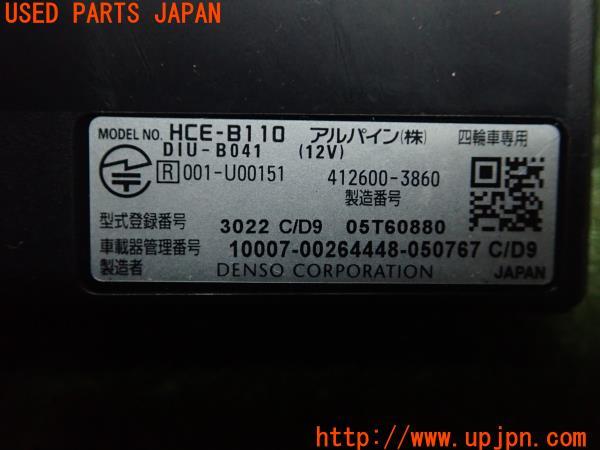 USED PARTS JAPAN
MODEL NO. HCE-B110 アルパイン(株) 四輪車専用
DIU-B041 (12V)
R 001-U00151 412600-3860
製造番号
型式登録番号 3022 C/D9 05T60880
車載器管理番号 10007-00264448-050767 C/D9
製造者 DENSO CORPORATION JAPAN
http://www.upjpn.com